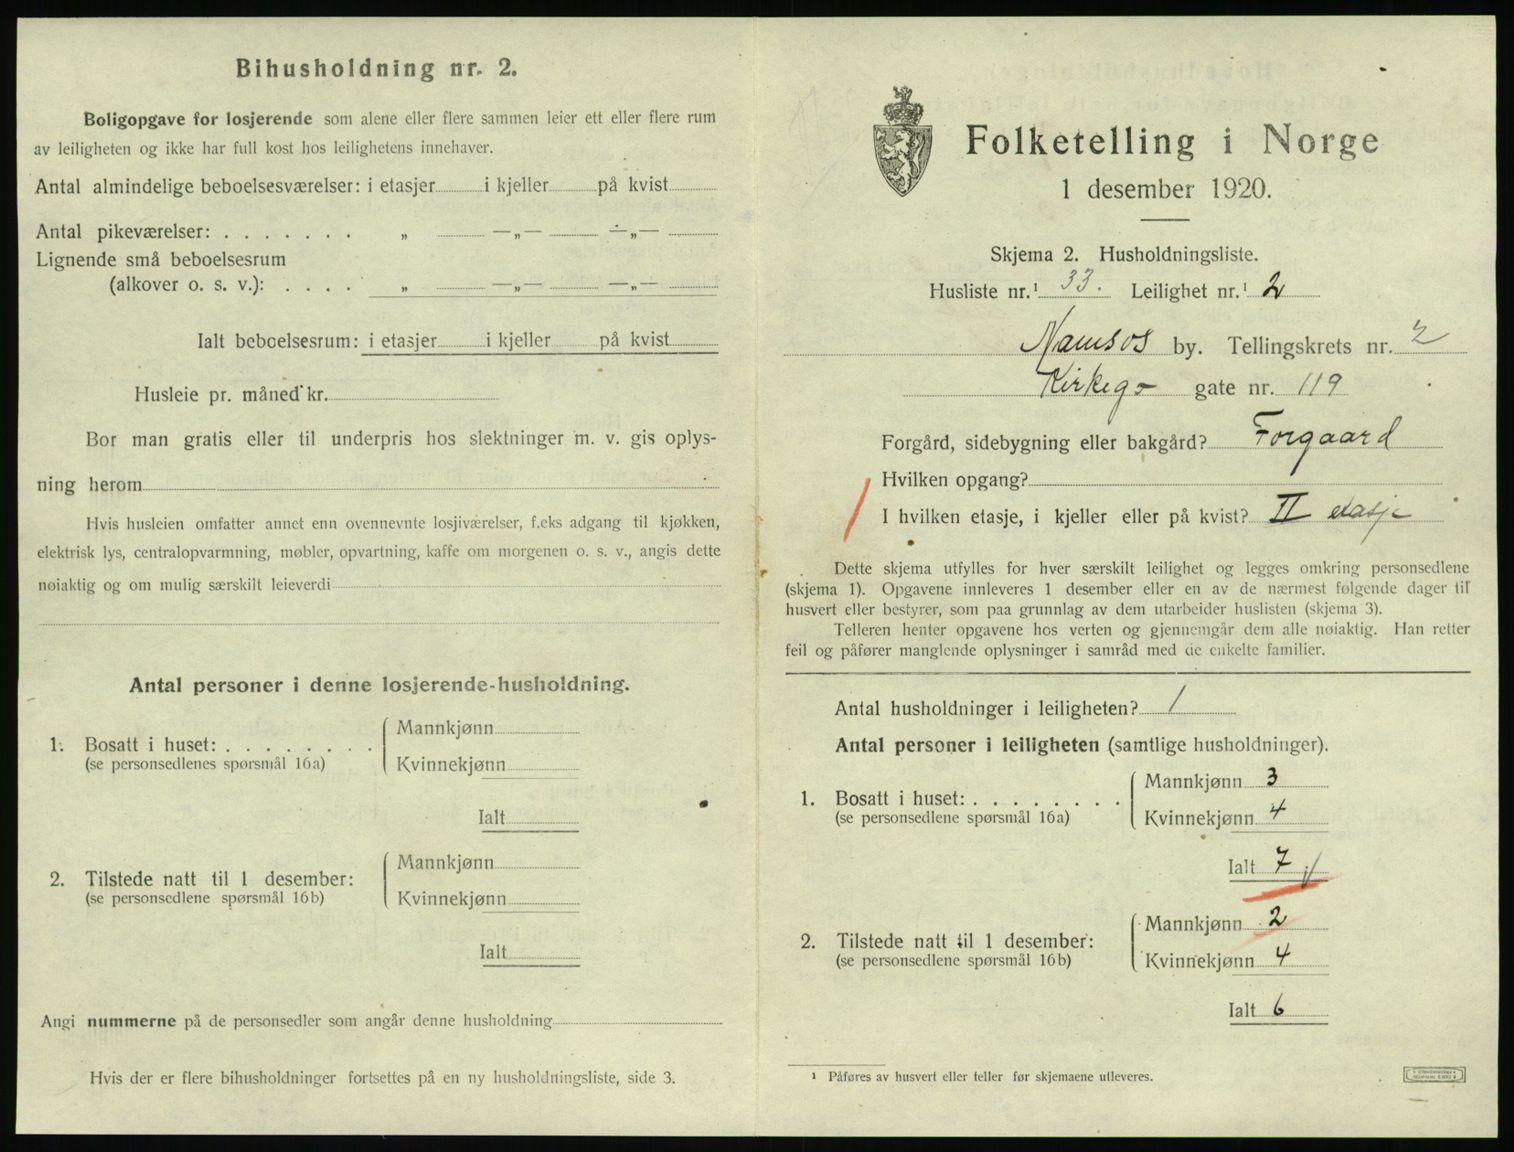 Bihusholdning nr. 2.
Boligopgave for losjerende som alene eller flere sammen leier ett eller flere rum
av leiligheten og ikke har full kost hos leilighetens innehaver.
Antal almindelige beboelsesværelser: i etasjer i kjeller på kvist
Antal pikeværelser: . . . . . . . „ —„— —„—
Lignende små beboelsesrum
(alkover o. s. v.): . . . . „ —„— —„—
Ialt beboelsesrum: i etasjer i kjeller på kvist
Husleie pr. måned kr.
Bor man gratis eller til underpris hos slektninger m. v. gis oplys-
ning herom
Hvis husleien omfatter annet enn ovennevnte losjiværelser, f.eks adgang til kjøkken,
elektrisk lys, centralopvarmning, møbler, opvartning, kaffe om morgenen o. s. v., angis dette
nøiaktig og om mulig særskilt leieverdi
Antal personer i denne losjerende-husholdning.
1. Bosatt i huset: . . . . . . . .
(se personsedlenes spørsmål 16a)
Mannkjønn
Kvinnekjønn
Ialt
2. Tilstede natt til 1 desember:
(se personsedlene spørsmål 16b)
Mannkjønn
Kvinnekjønn
Ialt
Angi nummerne på de personsedler som angår denne husholdning
Hvis der er flere bihusholdninger fortsettes på en ny husholdningsliste, side 3.
Folketelling i Norge
1 desember 1920.
Skjema 2. Husholdningsliste.
Husliste nr.¹ 33. Leilighet nr.¹ 2
Namsos by. Tellingskrets nr. 2
Kirkeg- gate nr. 119
Forgård, sidebygning eller bakgård? Forgaard
Hvilken opgang?
I hvilken etasje, i kjeller eller på kvist? II etasje
Dette skjema utfylles for hver særskilt leilighet og legges omkring personsedlene
(skjema 1). Opgavene innleveres 1 desember eller en av de nærmest følgende dager til
husvert eller bestyrer, som paa grunnlag av dem utarbeider huslisten (skjema 3).
Telleren henter opgavene hos verten og gjennemgår dem alle nøiaktig. Han retter
feil og påfører manglende oplysninger i samråd med de enkelte familier.
Antal husholdninger i leiligheten? 1
Antal personer i leiligheten (samtlige husholdninger).
1. Bosatt i huset: . . . . . . . .
(se personsedlene spørsmål 16a)
Mannkjønn 3
Kvinnekjønn 4
Ialt 7
2. Tilstede natt til 1 desember:
(se personsedlene spørsmål 16b)
Mannkjønn 2
Kvinnekjønn 4
Ialt 6
¹ Påføres av husvert eller teller før skjemaene utleveres.